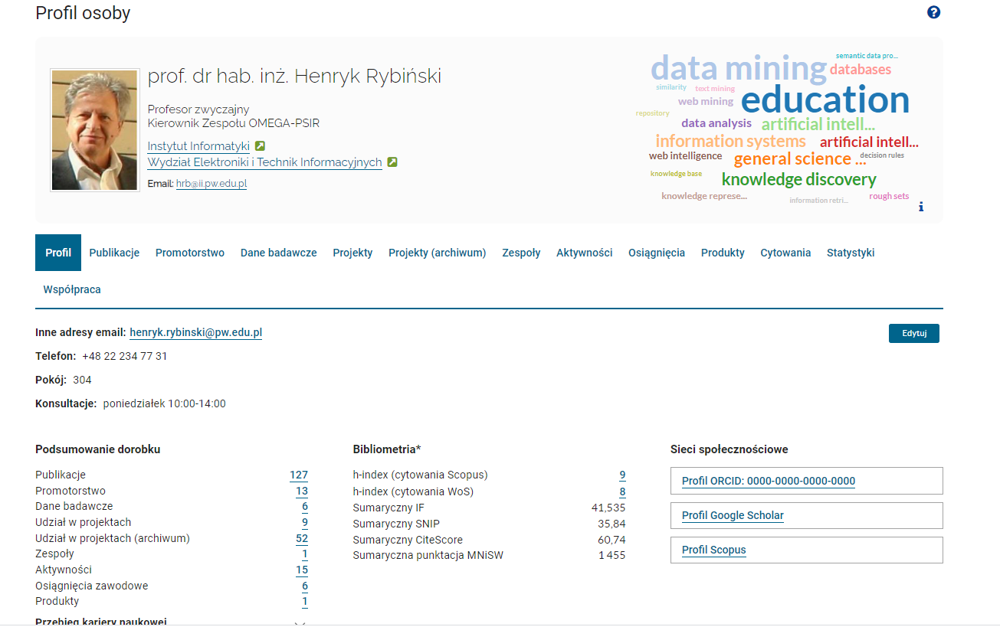 Profil osoby
prof. dr hab. inż. Henryk Rybiński
Profesor zwyczajny
Kierownik Zespołu OMEGA-PSIR
Instytut Informatyki
Wydział Elektroniki i Technik Informacyjnych
Email: hrb@ii.pw.edu.pl
semantic data pro...
data mining
databases
similarity
text mining
web mining
education
repository
data analysis
artificial intell...
information systems
artificial intell...
web intelligence
general science ...
decision rules
knowledge base
knowledge discovery
knowledge represe...
information retri...
rough sets
Profil
Publikacje
Promotorstwo
Dane badawcze
Projekty
Projekty (archiwum)
Zespoły
Aktywności
Osiągnięcia
Produkty
Cytowania
Statystyki
Współpraca
Inne adresy email: henryk.rybinski@pw.edu.pl
Edytuj
Telefon: +48 22 234 77 31
Pokój: 304
Konsultacje: poniedziałek 10:00-14:00
Podsumowanie dorobku
Publikacje 127
Promotorstwo 13
Dane badawcze 6
Udział w projektach 9
Udział w projektach (archiwum) 52
Zespoły 1
Aktywności 15
Osiągnięcia zawodowe 6
Produkty 1
Przebieg kariery naukowej
Bibliometria*
h-index (cytowania Scopus) 9
h-index (cytowania WoS) 8
Sumaryczny IF 41,535
Sumaryczny SNIP 35,84
Sumaryczny CiteScore 60,74
Sumaryczna punktacja MNiSW 1 455
Sieci społecznościowe
Profil ORCID: 0000-0000-0000-0000
Profil Google Scholar
Profil Scopus